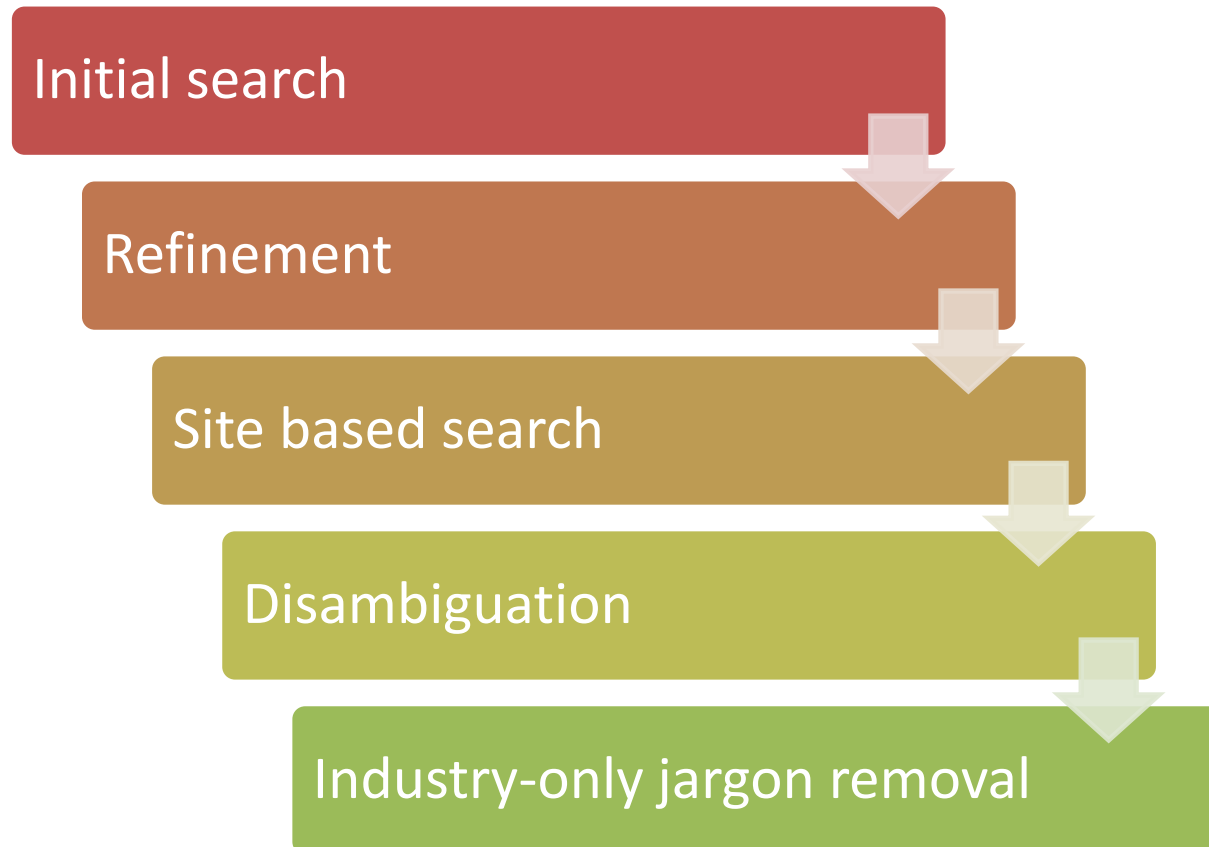 Initial search
Refinement
Site based search
Disambiguation
Industry-only jargon removal